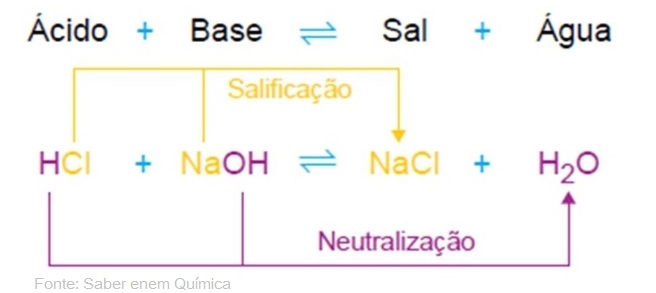 Ácido + Base ⇌ Sal + Água
Salificação
HCl + NaOH ⇌ NaCl + H₂O
Neutralização
Fonte: Saber enem Química